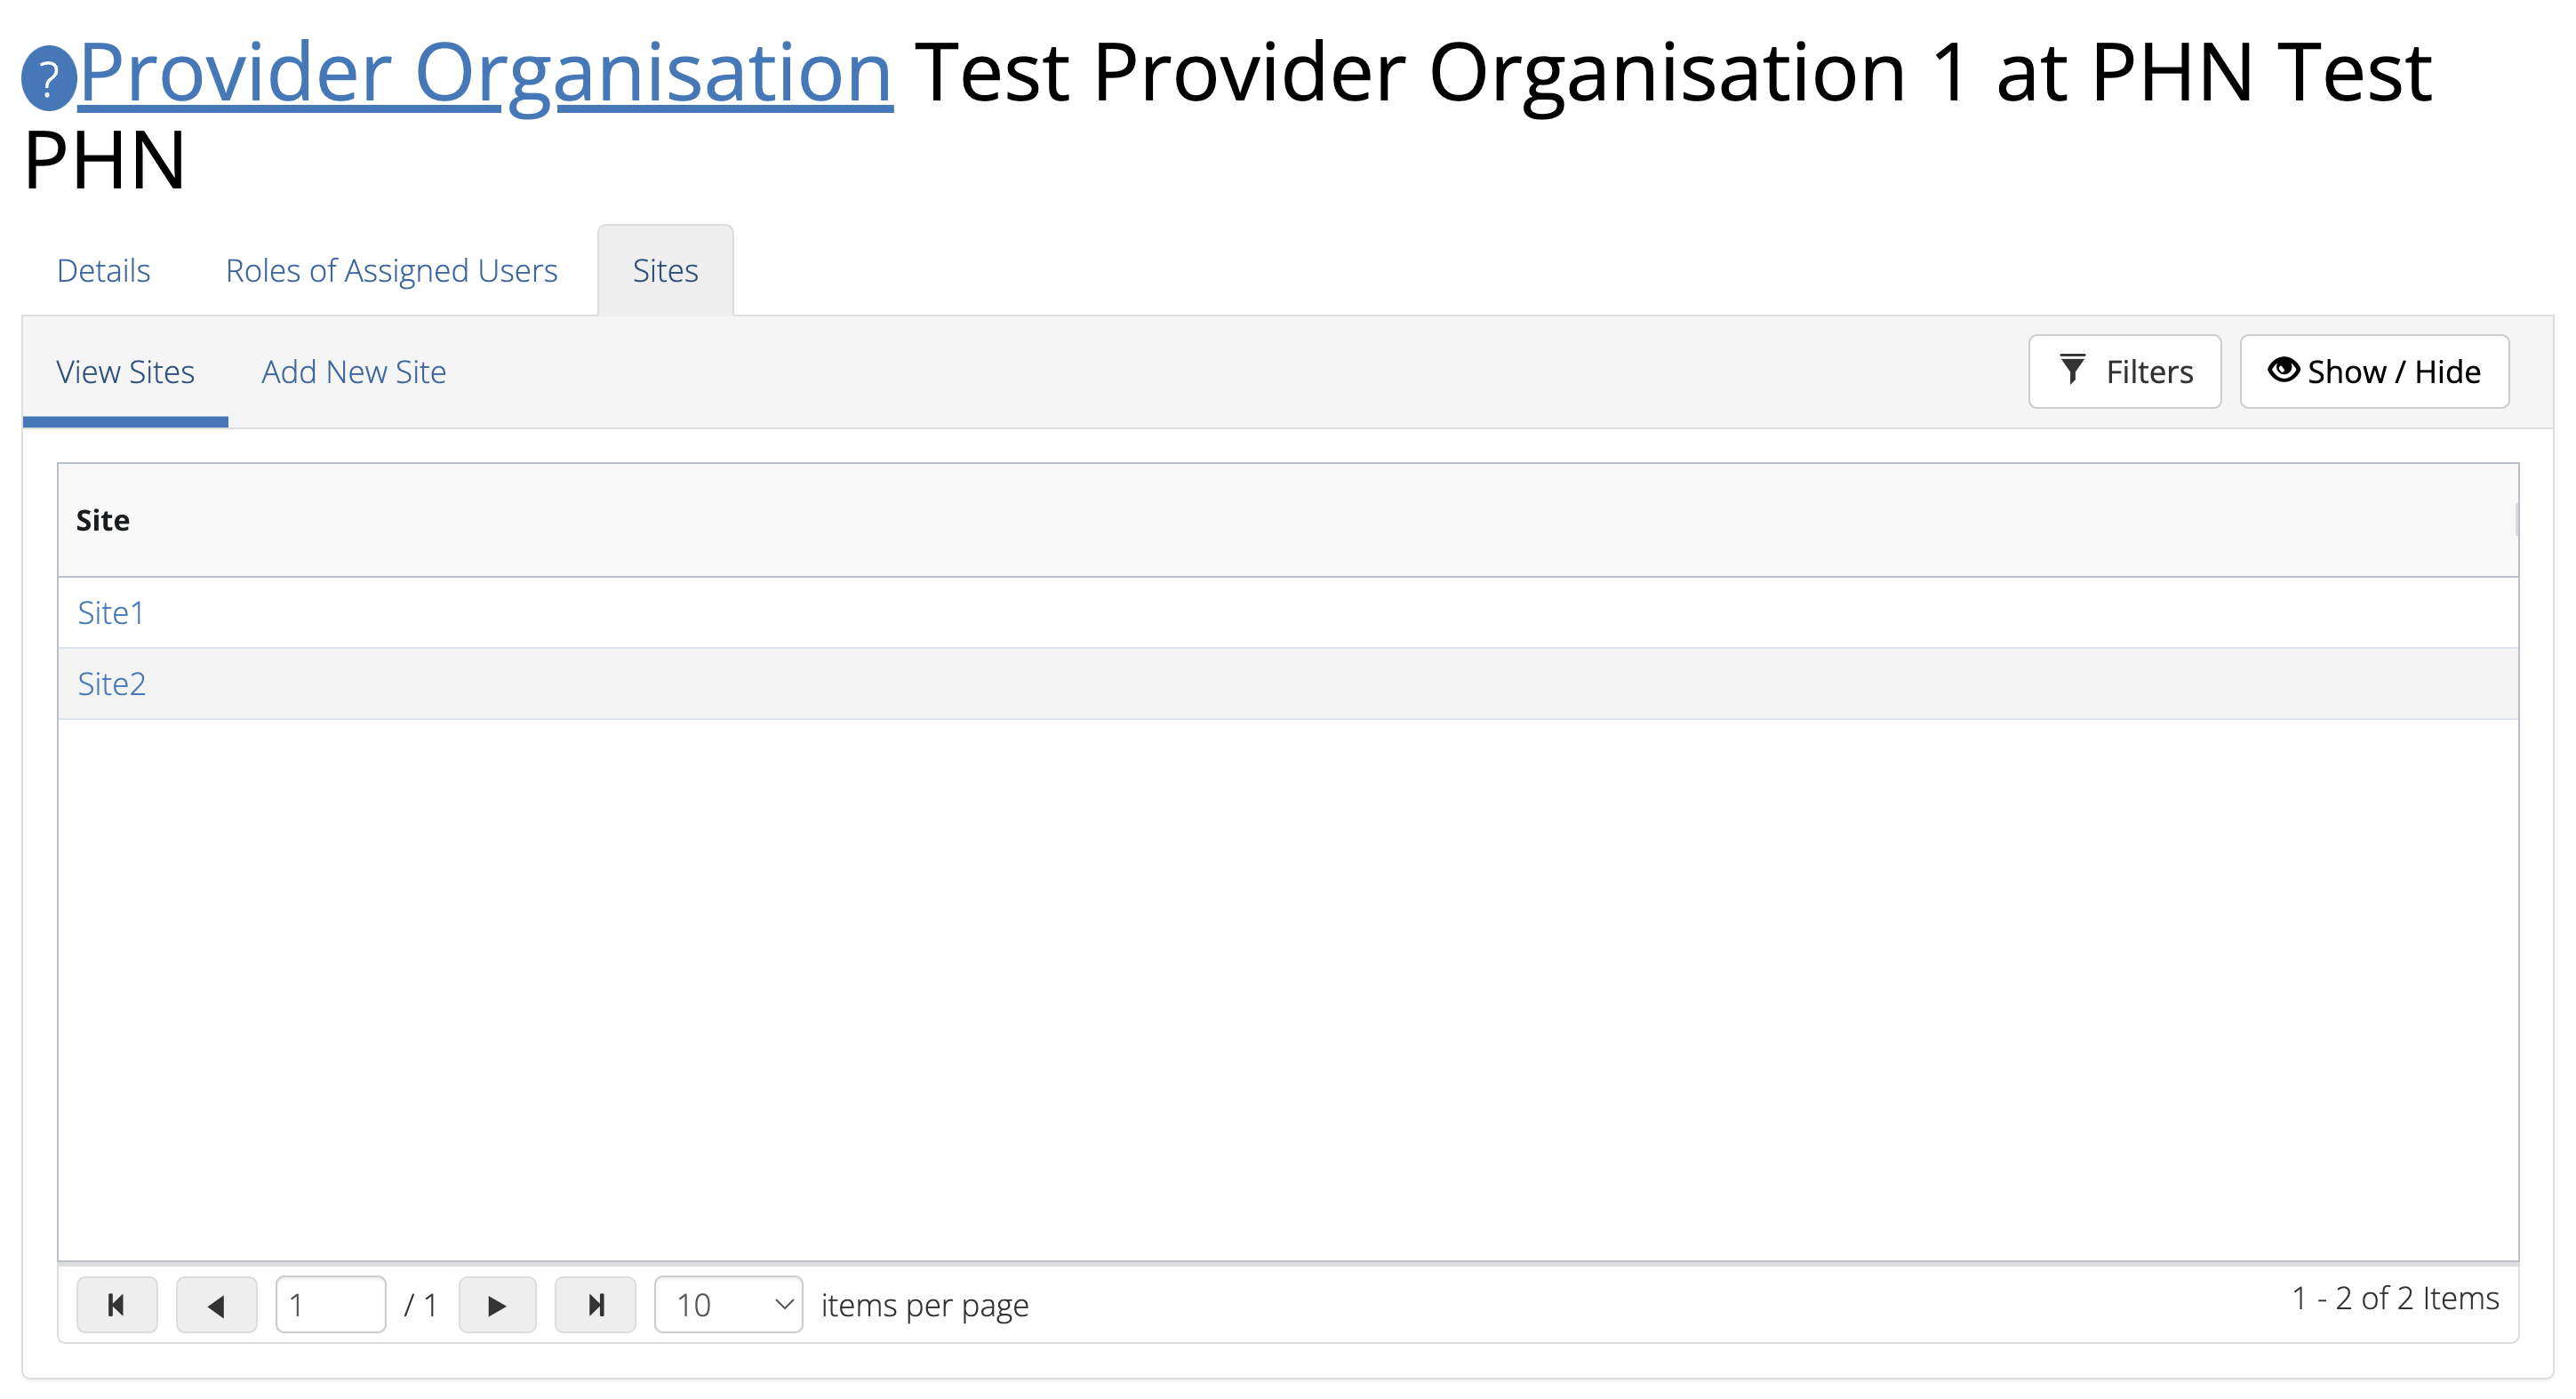 ? Provider Organisation Test Provider Organisation 1 at PHN Test
PHN
Details Roles of Assigned Users Sites
View Sites Add New Site Filters Show / Hide
Site
Site1
Site2
1 / 1 10 items per page 1 - 2 of 2 Items